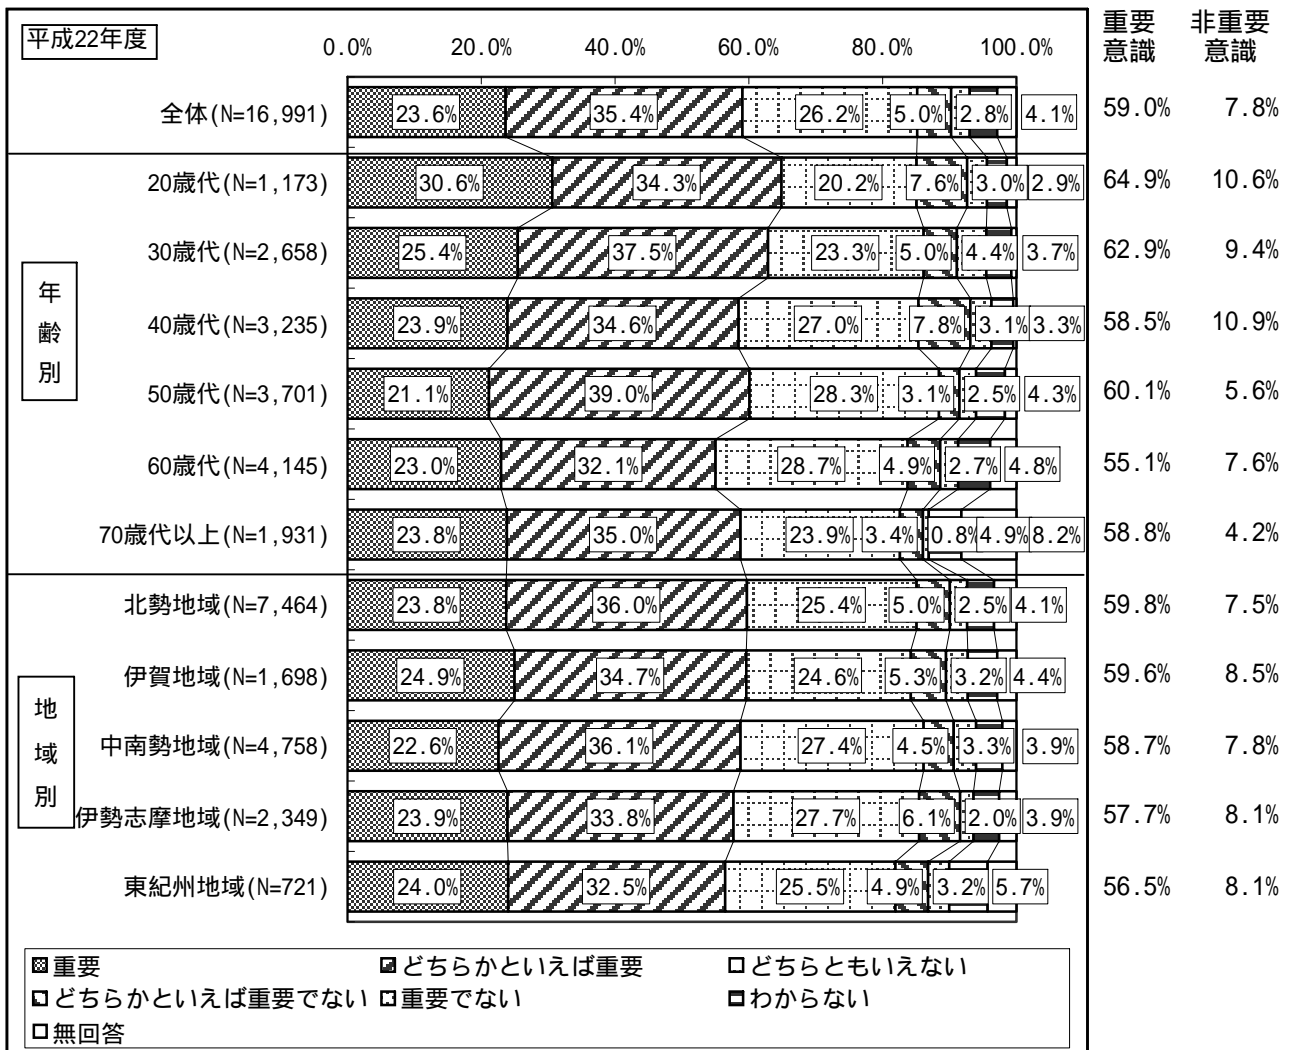 平成22年度
0.0% 20.0% 40.0% 60.0% 80.0% 100.0%
重要意識 非重要意識
全体(N=16,991) 23.6% 35.4% 26.2% 5.0% 2.8% 4.1% 59.0% 7.8%
年齢別
20歳代(N=1,173) 30.6% 34.3% 20.2% 7.6% 3.0% 2.9% 64.9% 10.6%
30歳代(N=2,658) 25.4% 37.5% 23.3% 5.0% 4.4% 3.7% 62.9% 9.4%
40歳代(N=3,235) 23.9% 34.6% 27.0% 7.8% 3.1% 3.3% 58.5% 10.9%
50歳代(N=3,701) 21.1% 39.0% 28.3% 3.1% 2.5% 4.3% 60.1% 5.6%
60歳代(N=4,145) 23.0% 32.1% 28.7% 4.9% 2.7% 4.8% 55.1% 7.6%
70歳代以上(N=1,931) 23.8% 35.0% 23.9% 3.4% 0.8% 4.9% 8.2% 58.8% 4.2%
地域別
北勢地域(N=7,464) 23.8% 36.0% 25.4% 5.0% 2.5% 4.1% 59.8% 7.5%
伊賀地域(N=1,698) 24.9% 34.7% 24.6% 5.3% 3.2% 4.4% 59.6% 8.5%
中南勢地域(N=4,758) 22.6% 36.1% 27.4% 4.5% 3.3% 3.9% 58.7% 7.8%
伊勢志摩地域(N=2,349) 23.9% 33.8% 27.7% 6.1% 2.0% 3.9% 57.7% 8.1%
東紀州地域(N=721) 24.0% 32.5% 25.5% 4.9% 3.2% 5.7% 56.5% 8.1%
重要 どちらかといえば重要 どちらともいえない
どちらかといえば重要でない 重要でない わからない
無回答